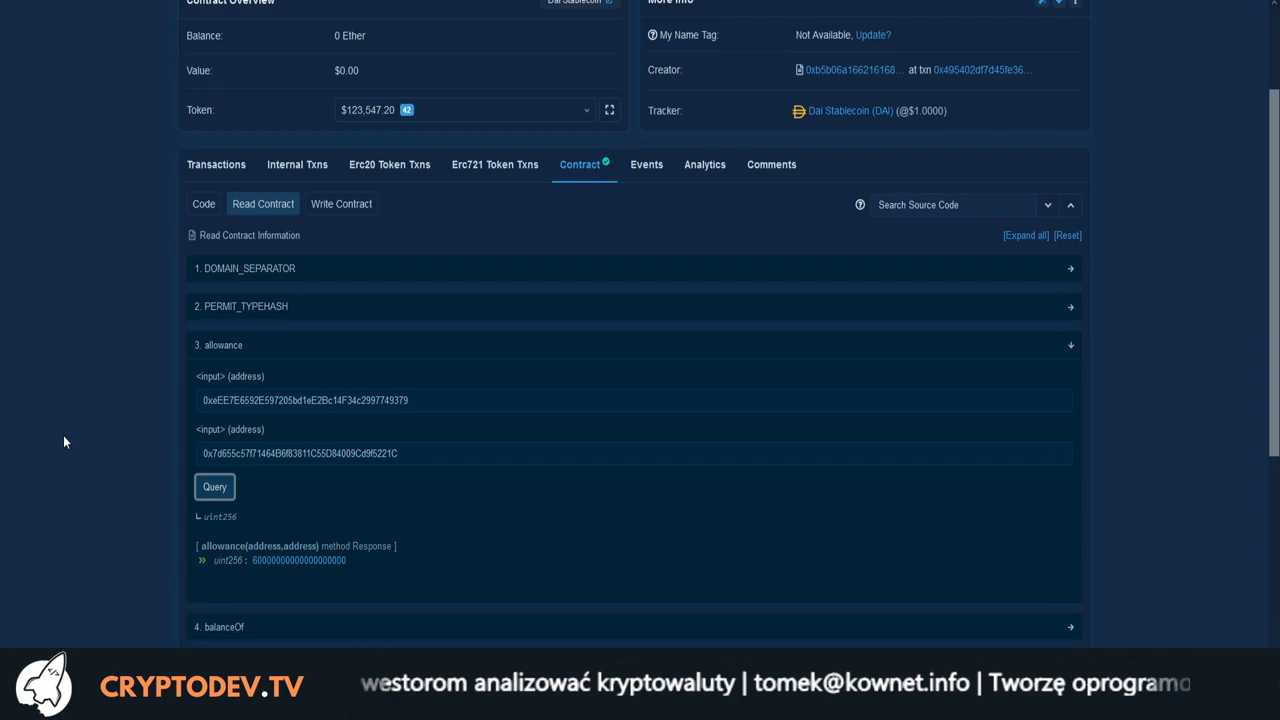 Contract Overview
Dai Stablecoin
More Info
Balance:
0 Ether
My Name Tag:
Not Available, Update?
Value:
$0.00
Creator:
0xb5b06a166216168... at txn 0x495402df7d45fe36...
Token:
$123,547.20 42
Tracker:
Dai Stablecoin (DAI) (@$1.0000)
Transactions
Internal Txns
Erc20 Token Txns
Erc721 Token Txns
Contract
Events
Analytics
Comments
Code
Read Contract
Write Contract
Search Source Code
Read Contract Information
[Expand all] [Reset]
1. DOMAIN_SEPARATOR
2. PERMIT_TYPEHASH
3. allowance
<input> (address)
0xeEE7E6592E597205bd1eE2Bc14F34c2997749379
<input> (address)
0x7d655c57f71464B6f83811C55D84009Cd9f5221C
Query
uint256
[ allowance(address,address) method Response ]
uint256 : 60000000000000000000
4. balanceOf
CRYPTODEV.TV
westorom analizować kryptowaluty | tomek@kownet.info | Tworzę oprogramo